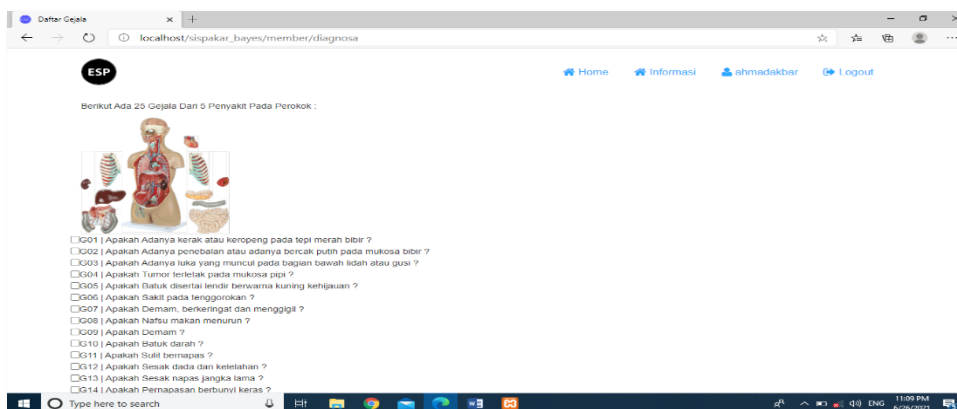 Daftar Gejala
localhost/sispakar_bayes/member/diagnosa
ESP
Home Informasi ahmadakbar Logout
Berikut Ada 25 Gejala Dari 5 Penyakit Pada Perokok :
G01 | Apakah Adanya kerak atau keropeng pada tepi merah bibir ?
G02 | Apakah Adanya penebalan atau adanya bercak putih pada mukosa bibir ?
G03 | Apakah Adanya luka yang muncul pada bagian bawah lidah atau gusi ?
G04 | Apakah Tumor terletak pada mukosa pipi ?
G05 | Apakah Batuk disertai lendir berwarna kuning kehijauan ?
G06 | Apakah Sakit pada tenggorokan ?
G07 | Apakah Demam, berkeringat dan menggigil ?
G08 | Apakah Nafsu makan menurun ?
G09 | Apakah Demam ?
G10 | Apakah Batuk darah ?
G11 | Apakah Sulit bernapas ?
G12 | Apakah Sesak dada dan kelelahan ?
G13 | Apakah Sesak napas jangka lama ?
G14 | Apakah Pernapasan berbunyi keras ?
Type here to search
ENG
11:09 PM
6/26/2021